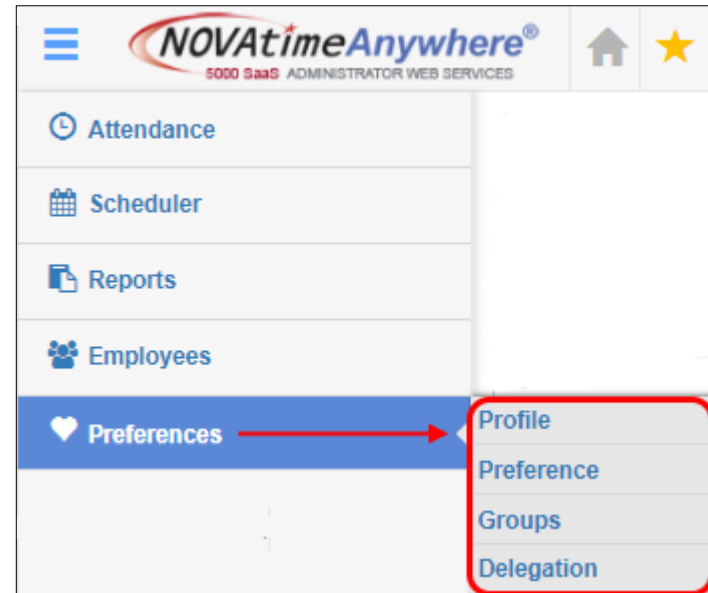 NOVAtimeAnywhere®
5000 SaaS ADMINISTRATOR WEB SERVICES
Attendance
Scheduler
Reports
Employees
Preferences
Profile
Preference
Groups
Delegation